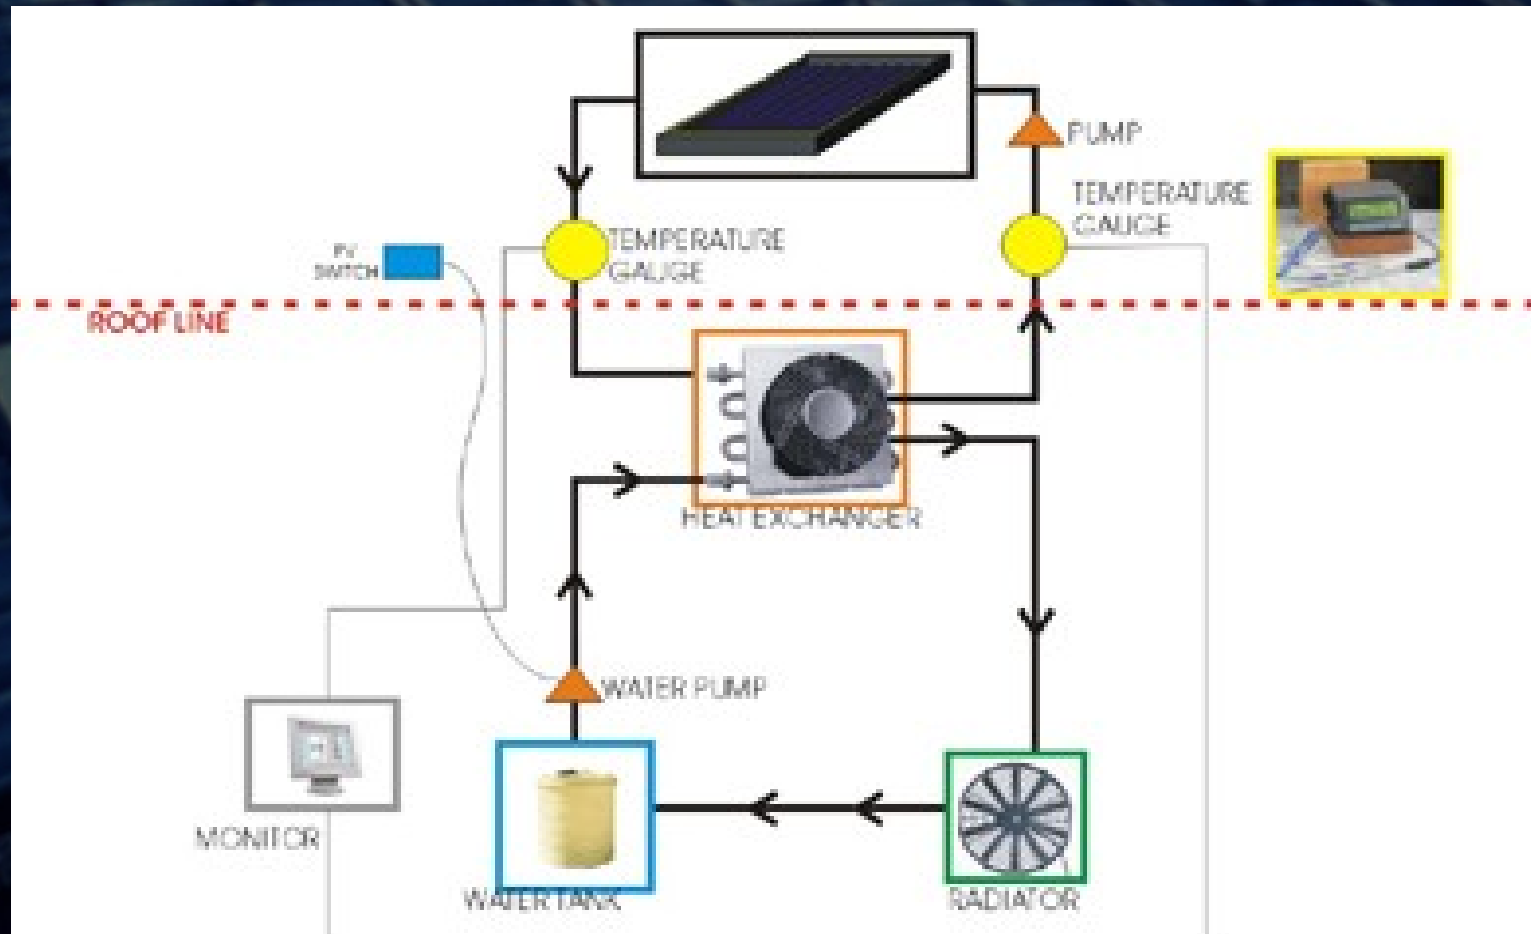 PUMP
TEMPERATURE
GAUGE
TEMPERATURE
GAUGE
PV
SWITCH
ROOF LINE
HEAT EXCHANGER
WATER PUMP
MONITOR
WATER TANK
RADIATOR